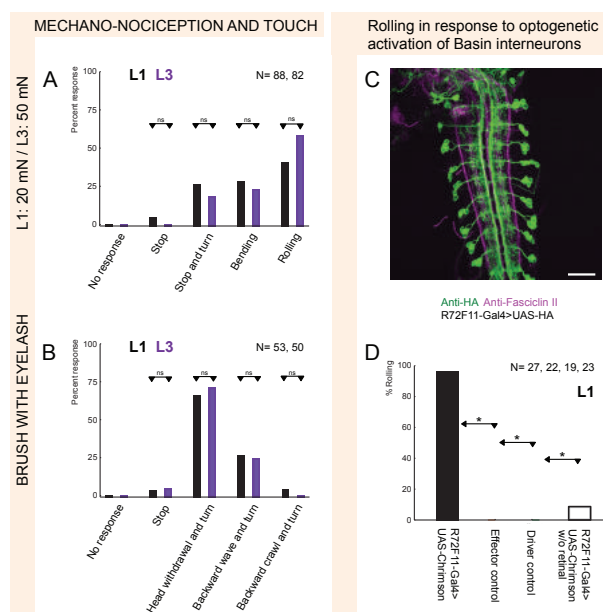 MECHANO-NOCICEPTION AND TOUCH
L1: 20 mN / L3: 50 mN
A
L1 L3
N= 88, 82
Percent response
100
75
50
25
0
ns ns ns ns
No response
Stop
Stop and turn
Bending
Rolling
BRUSH WITH EYELASH
B
L1 L3
N= 53, 50
Percent response
100
75
50
25
0
ns ns ns ns
No response
Stop
Head withdrawal and turn
Backward wave and turn
Backward crawl and turn
Rolling in response to optogenetic
activation of Basin interneurons
C
Anti-HA Anti-Fasciclin II
R72F11-Gal4>UAS-HA
D
N= 27, 22, 19, 23
L1
% Rolling
100
80
60
40
20
0
* * *
R72F11-Gal4>
UAS-Chrimson
Effector control
Driver control
R72F11-Gal4>
UAS-Chrimson
w/o retinal